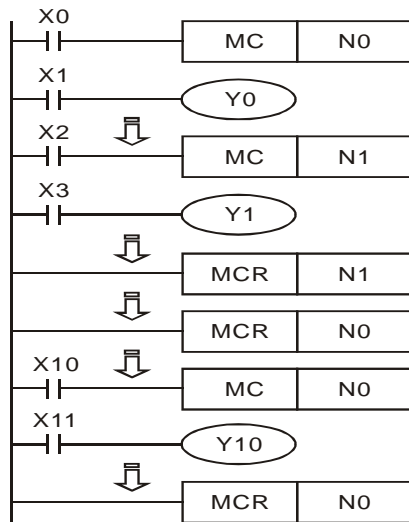 X0
MC N0
X1
Y0
X2
MC N1
X3
Y1
MCR N1
MCR N0
X10
MC N0
X11
Y10
MCR N0